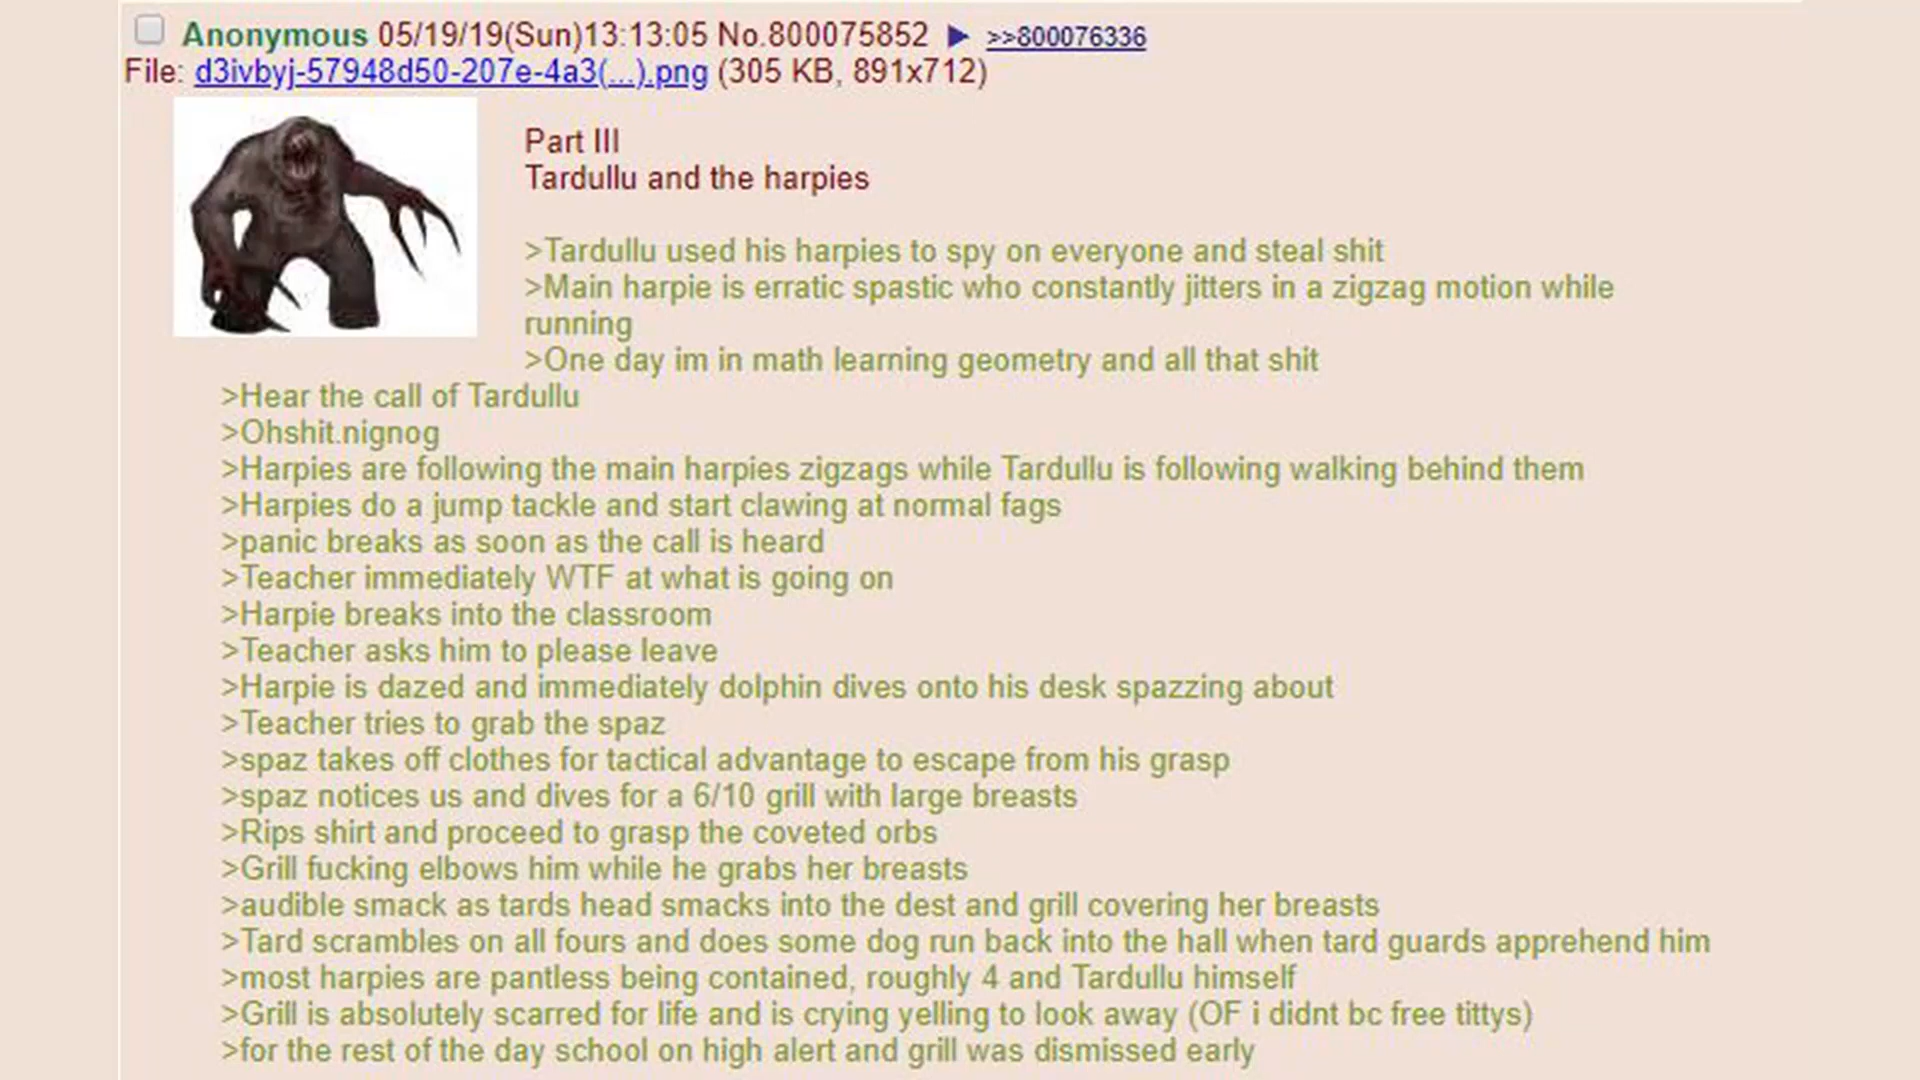 Anonymous 05/19/19(Sun)13:13:05 No.800075852 ▶ >>800076336
File: d3ivbyj-57948d50-207e-4a3(...).png (305 KB, 891x712)
Part III
Tardullu and the harpies
>Tardullu used his harpies to spy on everyone and steal shit
>Main harpie is erratic spastic who constantly jitters in a zigzag motion while
running
>One day im in math learning geometry and all that shit
>Hear the call of Tardullu
>Ohshit.nignog
>Harpies are following the main harpies zigzags while Tardullu is following walking behind them
>Harpies do a jump tackle and start clawing at normal fags
>panic breaks as soon as the call is heard
>Teacher immediately WTF at what is going on
>Harpie breaks into the classroom
>Teacher asks him to please leave
>Harpie is dazed and immediately dolphin dives onto his desk spazzing about
>Teacher tries to grab the spaz
>spaz takes off clothes for tactical advantage to escape from his grasp
>spaz notices us and dives for a 6/10 grill with large breasts
>Rips shirt and proceed to grasp the coveted orbs
>Grill fucking elbows him while he grabs her breasts
>audible smack as tards head smacks into the dest and grill covering her breasts
>Tard scrambles on all fours and does some dog run back into the hall when tard guards apprehend him
>most harpies are pantless being contained, roughly 4 and Tardullu himself
>Grill is absolutely scarred for life and is crying yelling to look away (OF i didnt bc free tittys)
>for the rest of the day school on high alert and grill was dismissed early